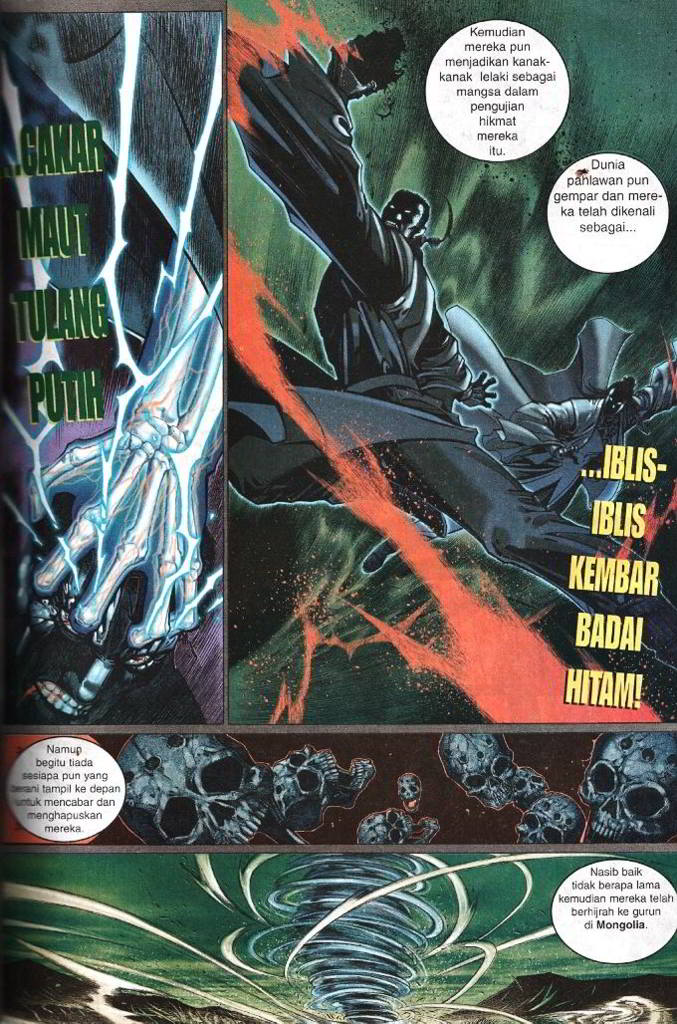 ...CAKAR
MAUT
TULANG
PUTIH
Kemudian
mereka pun
menjadikan kanak-
kanak lelaki sebagai
mangsa dalam
pengujian
hikmat
mereka
itu.
Dunia
pahlawan pun
gempar dan mere-
ka telah dikenali
sebagai...
...IBLIS-
IBLIS
KEMBAR
BADAI
HITAM!
Namun
begitu tiada
sesiapa pun yang
berani tampil ke depan
untuk mencabar dan
menghapuskan
mereka.
Nasib baik
tidak berapa lama
kemudian mereka telah
berhijrah ke gurun
di Mongolia.